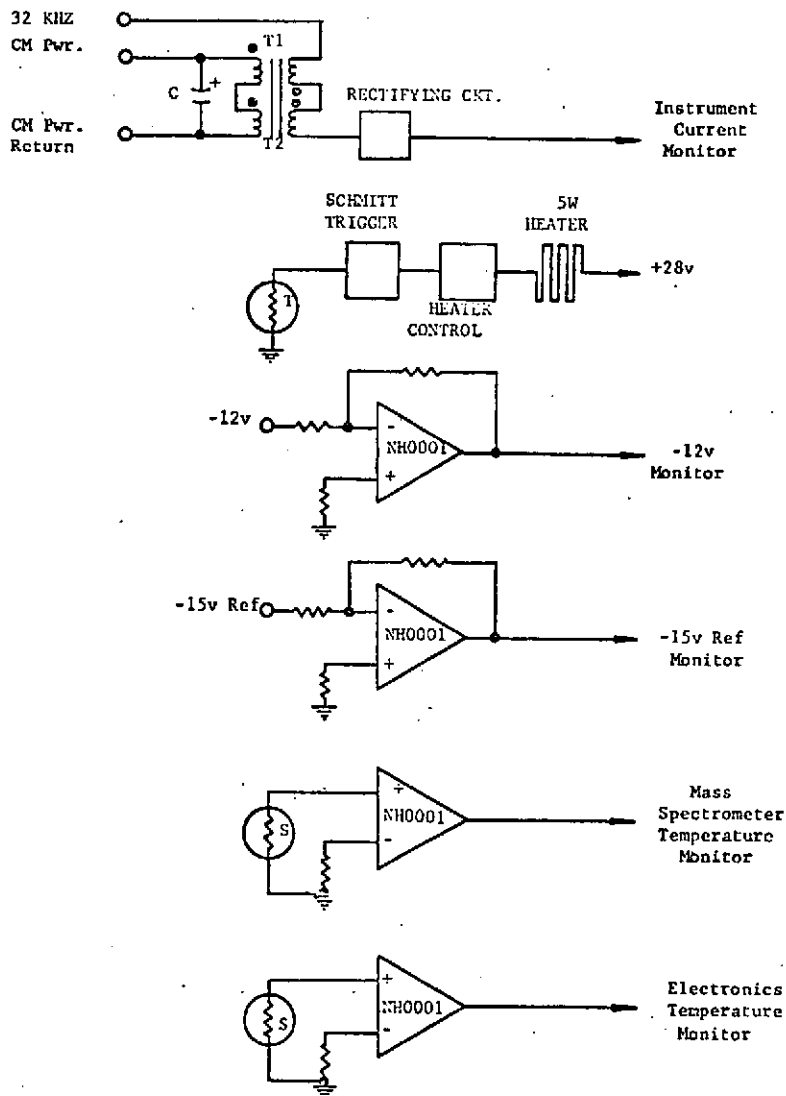 32 KHZ
CM Pwr.
T1
+
C
RECTIFYING CKT.
CM Pwr.
Return
T2
Instrument
Current
Monitor
SCHMITT
TRIGGER
5W
HEATER
+28v
T
HEATER
CONTROL
-12v
-
NH0001
+
-12v
Monitor
-15v Ref
-
NH0001
+
-15v Ref
Monitor
+
S
NH0001
-
Mass
Spectrometer
Temperature
Monitor
+
S
NH0001
-
Electronics
Temperature
Monitor